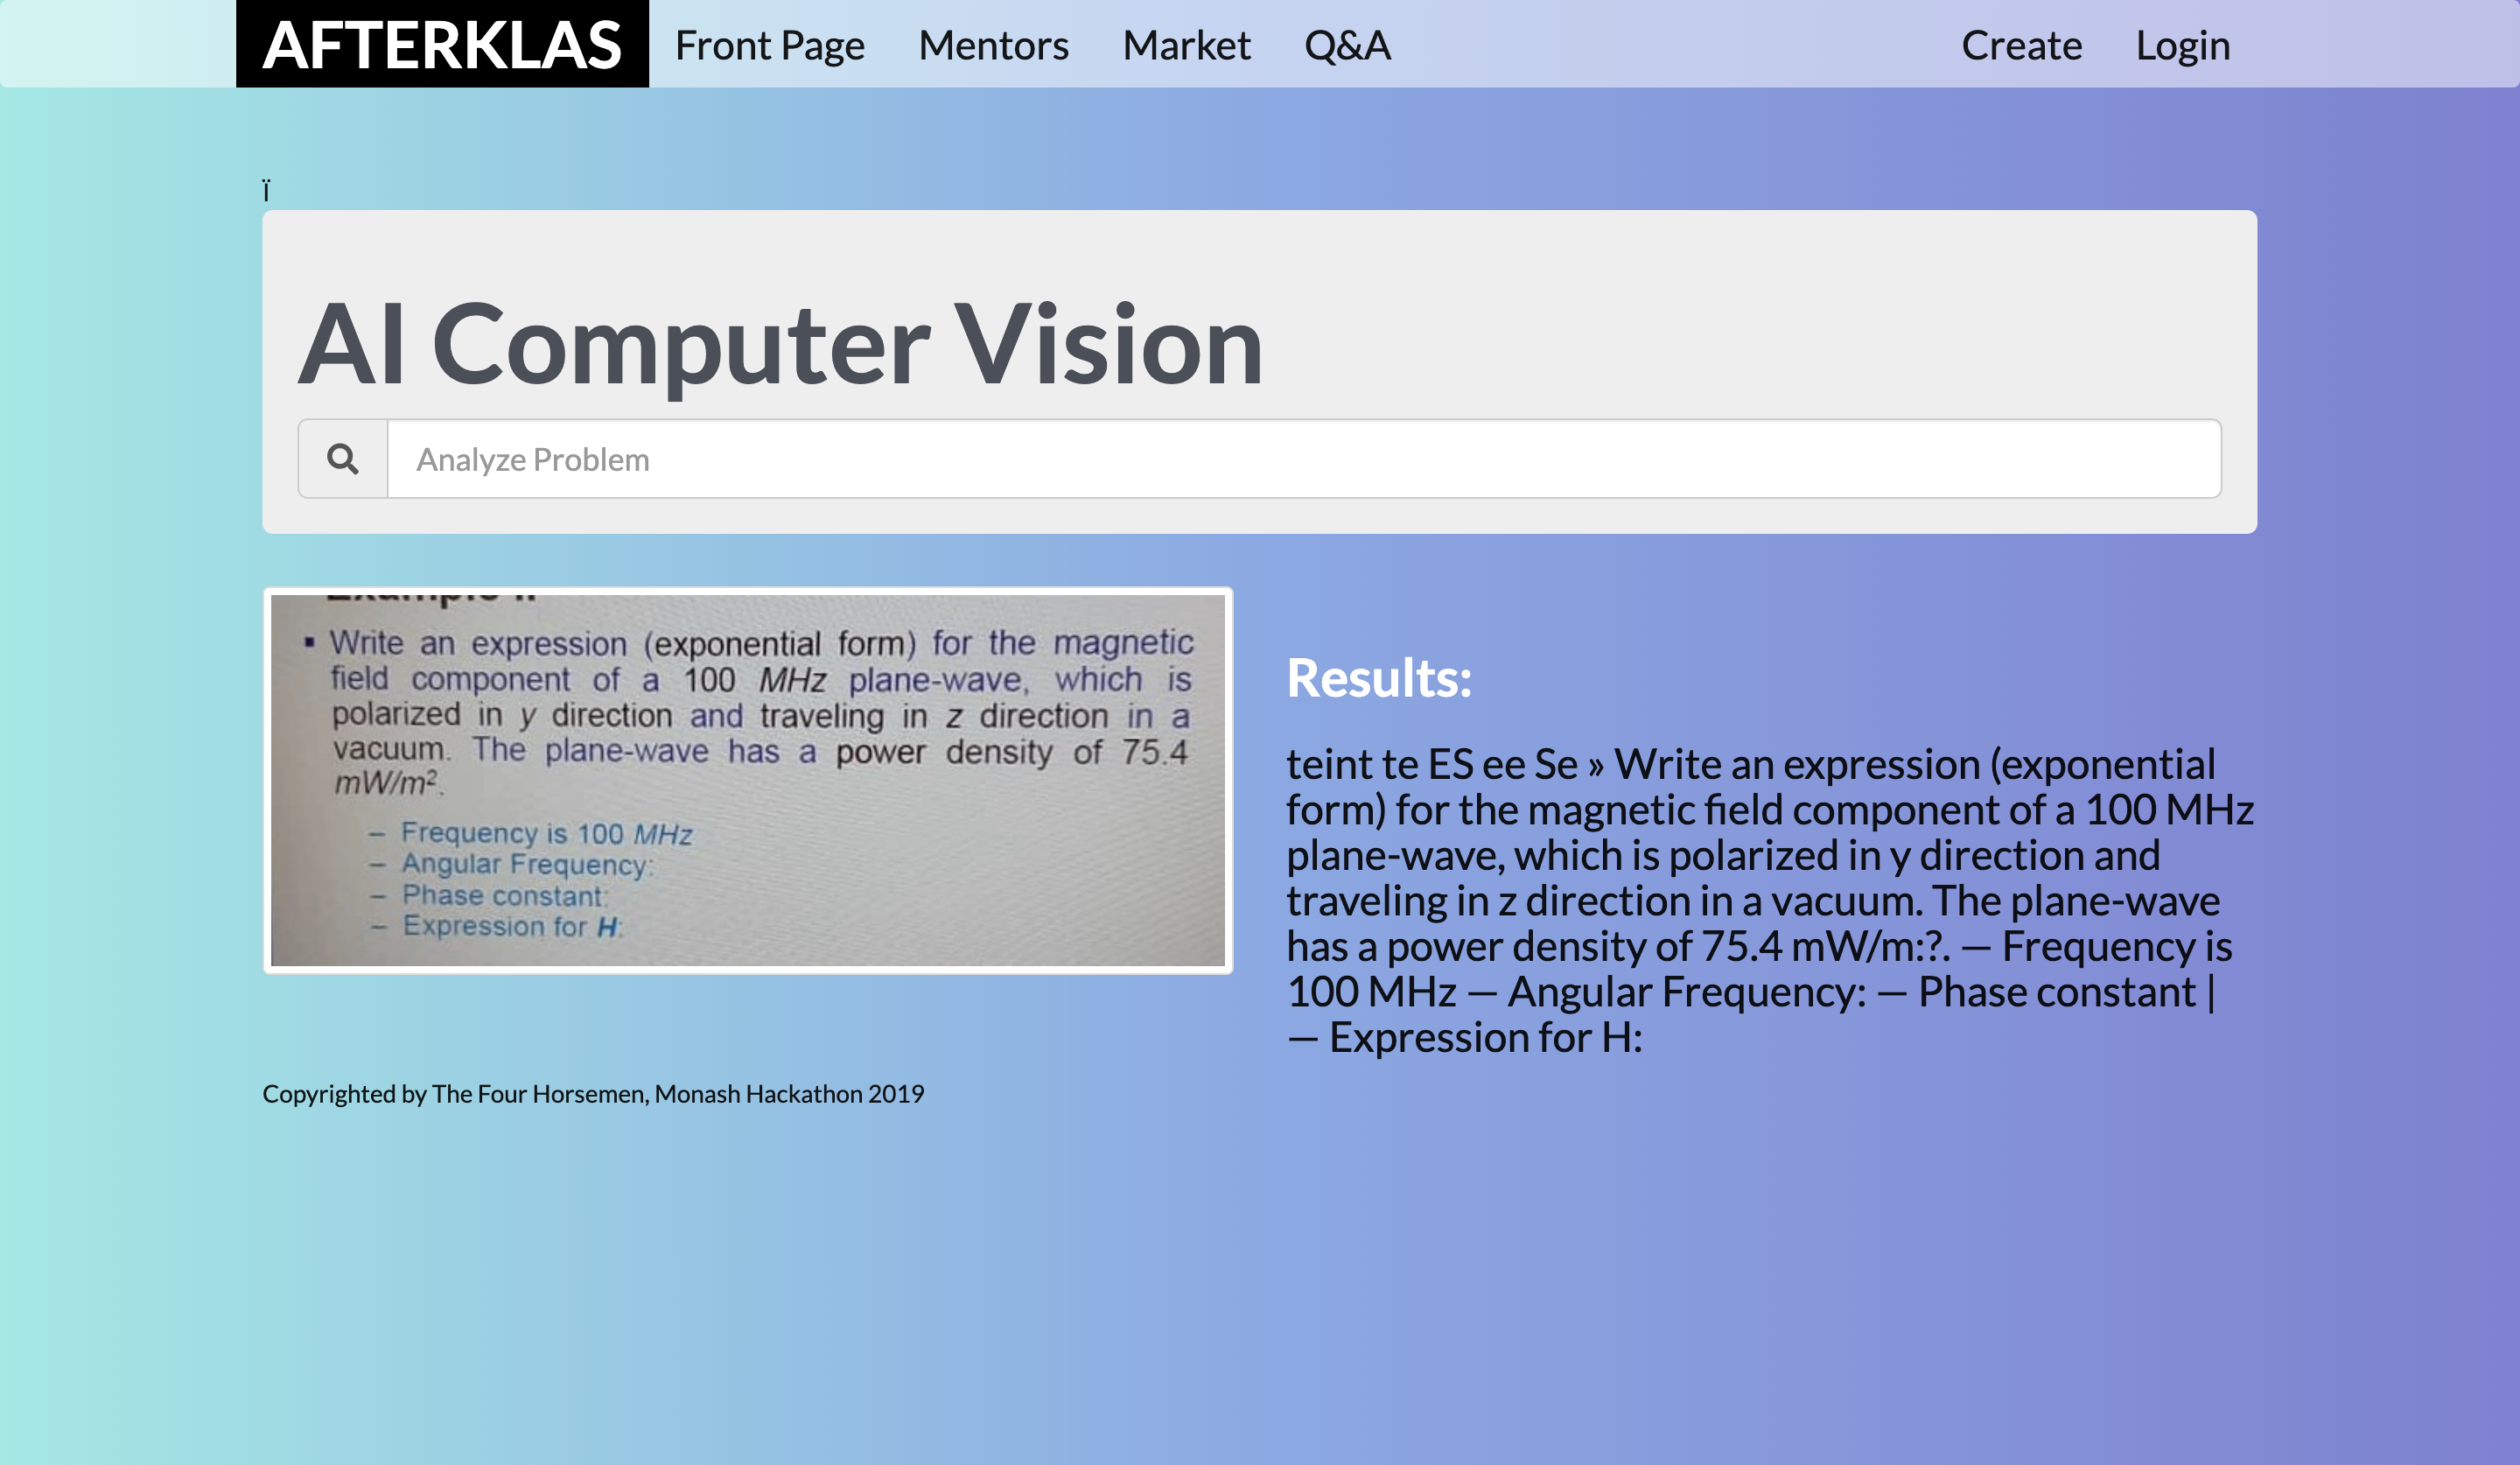 AFTERKLAS Front Page Mentors Market Q&A Create Login
ï
AI Computer Vision
Analyze Problem
▪ Write an expression (exponential form) for the magnetic
field component of a 100 MHz plane-wave, which is
polarized in y direction and traveling in z direction in a
vacuum. The plane-wave has a power density of 75.4
mW/m².
– Frequency is 100 MHz
– Angular Frequency:
– Phase constant:
– Expression for H:
Results:
teint te ES ee Se » Write an expression (exponential
form) for the magnetic field component of a 100 MHz
plane-wave, which is polarized in y direction and
traveling in z direction in a vacuum. The plane-wave
has a power density of 75.4 mW/m:?. — Frequency is
100 MHz — Angular Frequency: — Phase constant |
— Expression for H:
Copyrighted by The Four Horsemen, Monash Hackathon 2019